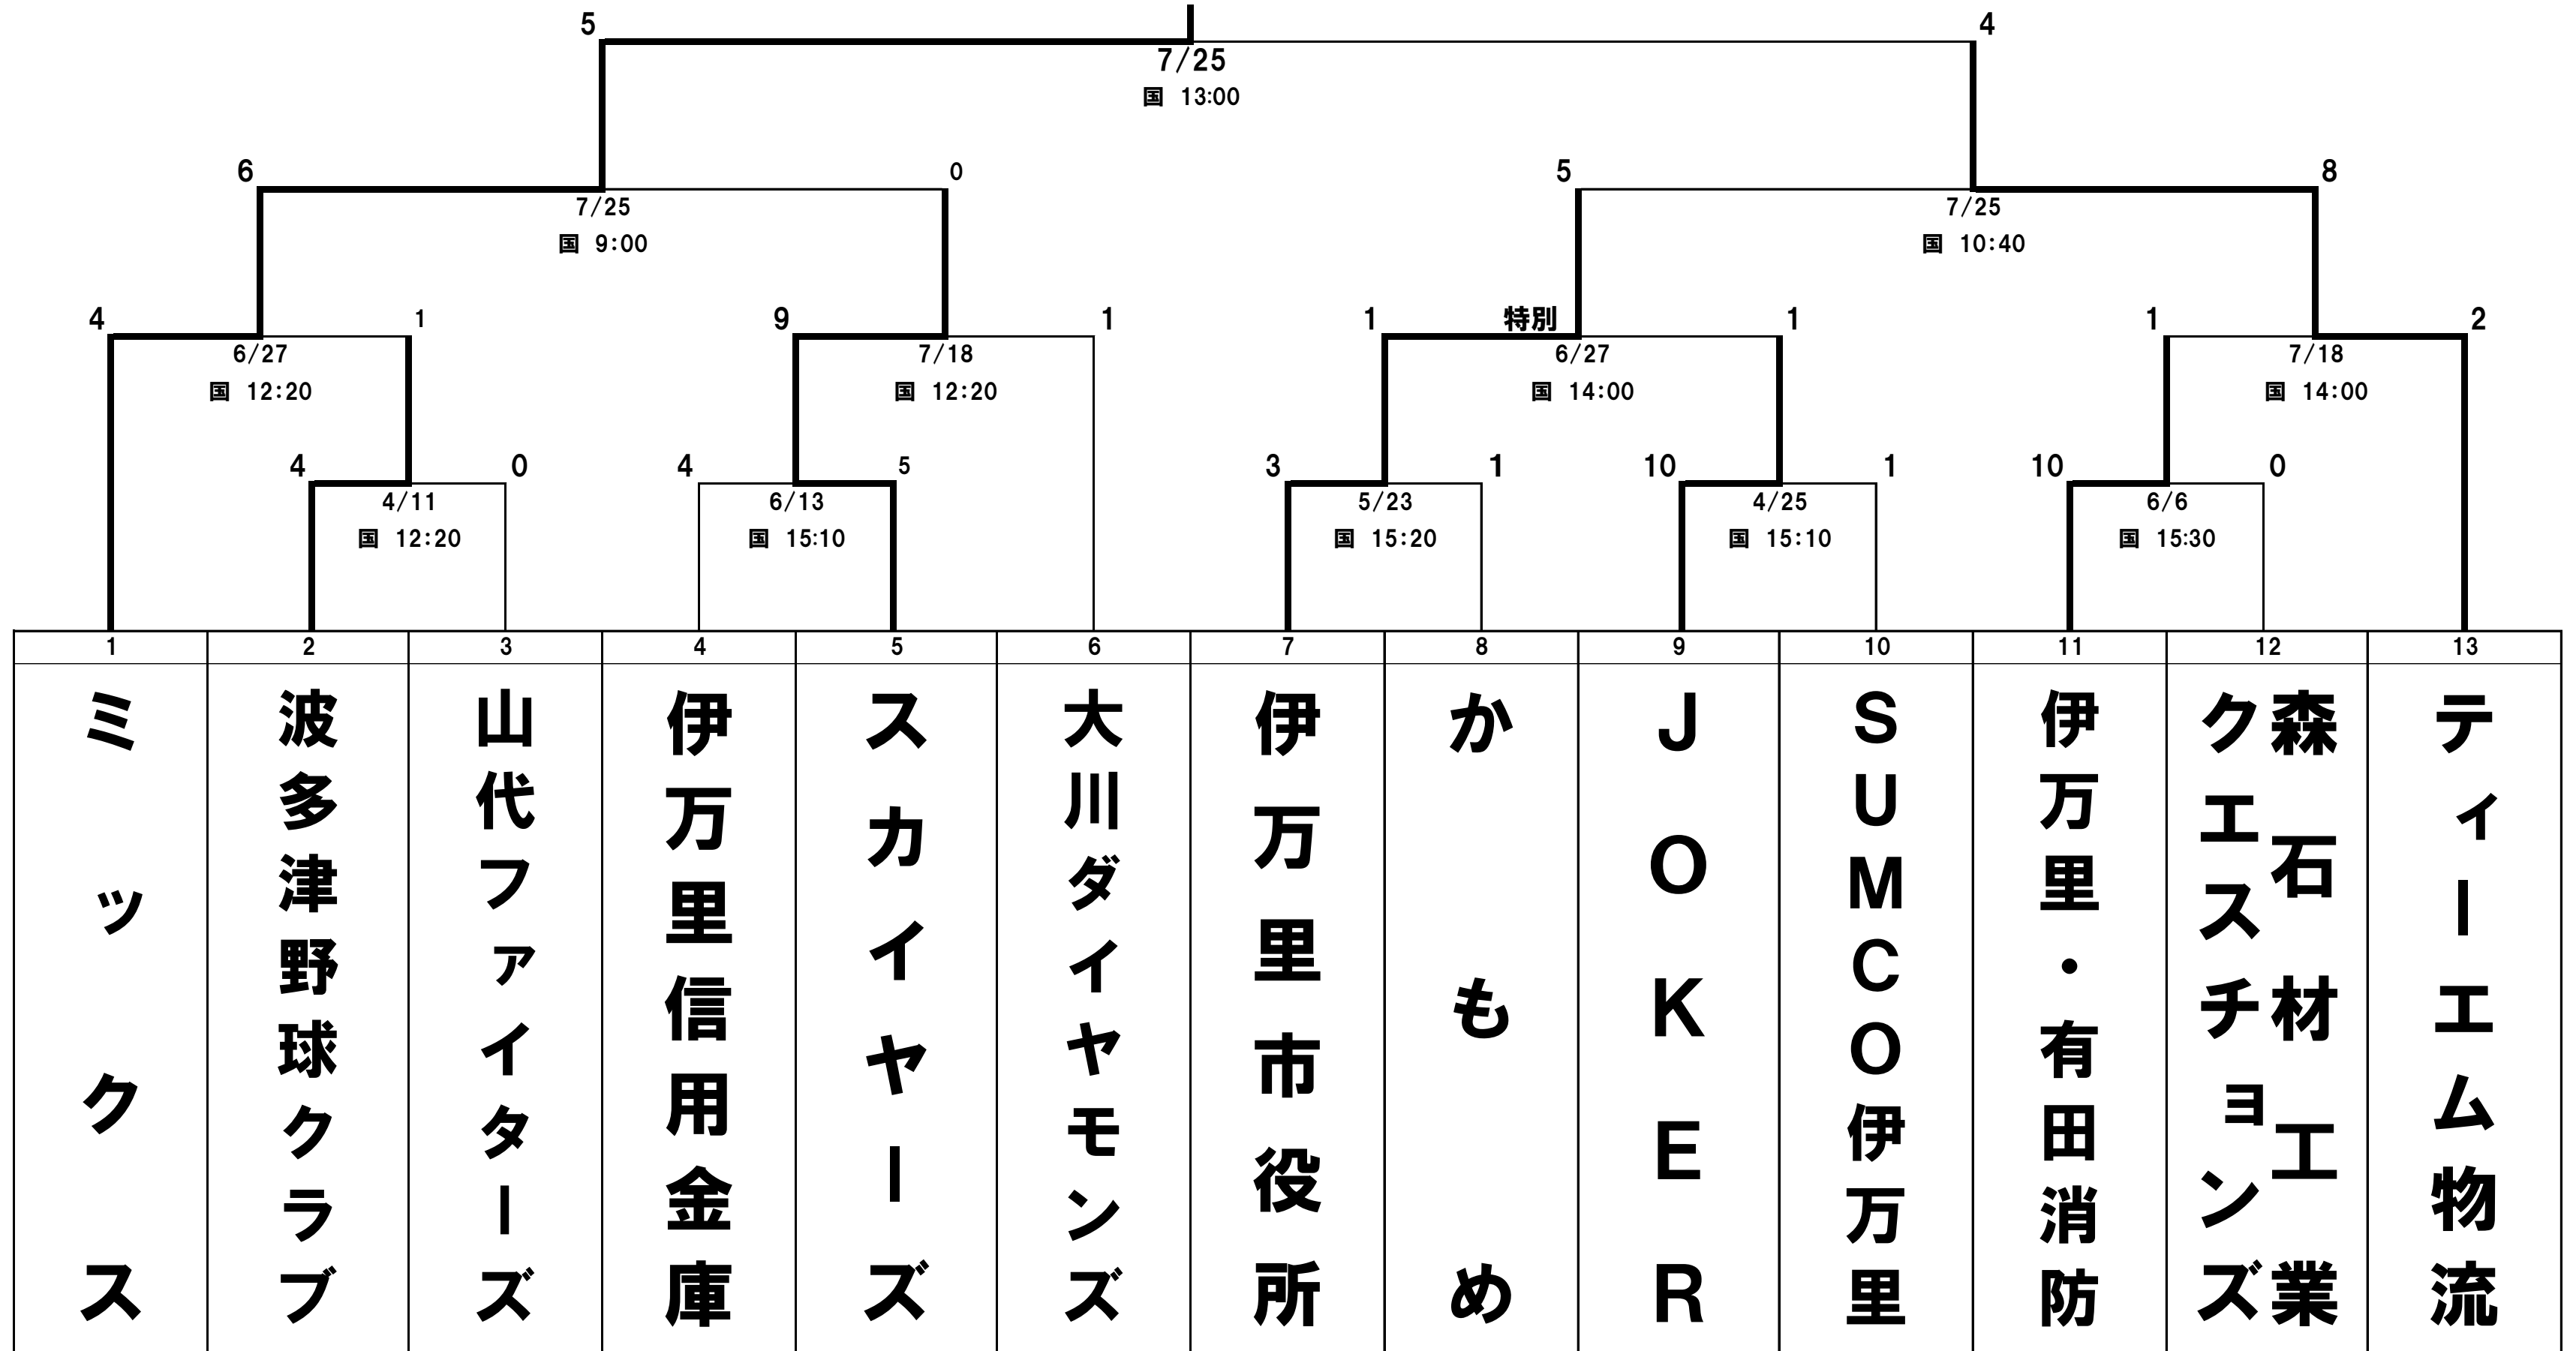 5
4
7/25
国 13:00
6
0
5
8
7/25
国 9:00
7/25
国 10:40
4
1
9
1
1
特別
1
1
2
6/27
国 12:20
7/18
国 12:20
6/27
国 14:00
7/18
国 14:00
4
0
4
5
3
1
10
1
10
0
4/11
国 12:20
6/13
国 15:10
5/23
国 15:20
4/25
国 15:10
6/6
国 15:30
1
2
3
4
5
6
7
8
9
10
11
12
13
ミックス
波多津野球クラブ
山代ファイターズ
伊万里信用金庫
スカイヤーズ
大川ダイヤモンズ
伊万里市役所
かもめ
JOKER
SUMCO伊万里
伊万里・有田消防
森石材工業
クエスチョンズ
ティーエム物流